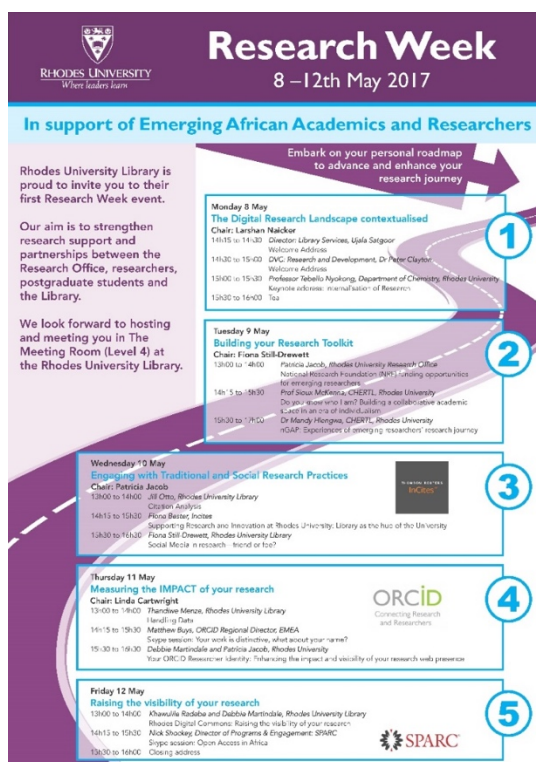 RHODES UNIVERSITY
Where leaders learn
Research Week
8 –12th May 2017
In support of Emerging African Academics and Researchers
Embark on your personal roadmap
to advance and enhance your
research journey
Rhodes University Library is
proud to invite you to their
first Research Week event.
Our aim is to strengthen
research support and
partnerships between the
Research Office, researchers,
postgraduate students and
the Library.
We look forward to hosting
and meeting you in The
Meeting Room (Level 4) at
the Rhodes University Library.
Monday 8 May
The Digital Research Landscape contextualised
Chair: Larshan Naicker
14h15 to 14h30 Director: Library Services, Ujala Satgoor
Welcome Address
14h30 to 15h00 DVC: Research and Development, Dr Peter Clayton
Welcome Address
15h00 to 15h30 Professor Tebello Nyokong, Department of Chemistry, Rhodes University
Keynote address: Internalisation of Research
15h30 to 16h00 Tea
1
Tuesday 9 May
Building your Research Toolkit
Chair: Fiona Still-Drewett
13h00 to 14h00 Patricia Jacob, Rhodes University Research Office
National Research Foundation (NRF) funding opportunities
for emerging researchers
14h15 to 15h30 Prof Sioux McKenna, CHERTL, Rhodes University
Do you know who I am? Building a collaborative academic
space in an era of individualism
15h30 to 17h00 Dr Mandy Hlengwa, CHERTL, Rhodes University
nGAP: Experiences of emerging researchers' research journey
2
Wednesday 10 May
Engaging with Traditional and Social Research Practices
Chair: Patricia Jacob
13h00 to 14h00 Jill Otto, Rhodes University Library
Citation Analysis
14h15 to 15h30 Fiona Bester, Incites
Supporting Research and Innovation at Rhodes University: Library as the hub of the University
15h30 to 16h30 Fiona Still-Drewett, Rhodes University Library
Social Media in research – friend or foe?
THOMSON REUTERS
InCites
3
Thursday 11 May
Measuring the IMPACT of your research
Chair: Linda Cartwright
13h00 to 14h00 Thandiwe Menze, Rhodes University Library
Handling Data
14h15 to 15h30 Matthew Buys, ORCID Regional Director, EMEA
Skype session: Your work is distinctive, what about your name?
15h30 to 16h30 Debbie Martindale and Patricia Jacob, Rhodes University
Your ORCID Researcher Identity: Enhancing the impact and visibility of your research web presence
ORCID
Connecting Research
and Researchers
4
Friday 12 May
Raising the visibility of your research
13h00 to 14h00 Khawulile Radebe and Debbie Martindale, Rhodes University Library
Rhodes Digital Commons: Raising the visibility of your research
14h15 to 15h30 Nick Shockey, Director of Programs & Engagement: SPARC
Skype session: Open Access in Africa
15h30 to 16h00 Closing address
SPARC
5